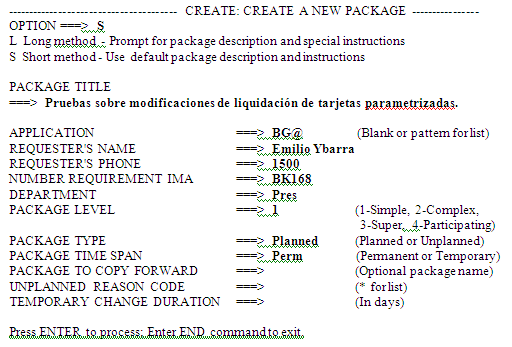 ------------------------------------ CREATE: CREATE A NEW PACKAGE ----------------
OPTION ===> S
L Long method - Prompt for package description and special instructions
S Short method - Use default package description and instructions
PACKAGE TITLE
===> Pruebas sobre modificaciones de liquidación de tarjetas parametrizadas.
APPLICATION ===> BG@ (Blank or pattern for list)
REQUESTER'S NAME ===> Emilio Ybarra
REQUESTER'S PHONE ===> 1500
NUMBER REQUIREMENT IMA ===> BK168
DEPARTMENT ===> Pres
PACKAGE LEVEL ===> 1 (1-Simple, 2-Complex,
3-Super, 4-Participating)
PACKAGE TYPE ===> Planned (Planned or Unplanned)
PACKAGE TIME SPAN ===> Perm (Permanent or Temporary)
PACKAGE TO COPY FORWARD ===> (Optional package name)
UNPLANNED REASON CODE ===> (* for list)
TEMPORARY CHANGE DURATION ===> (In days)
Press ENTER to process; Enter END command to exit.